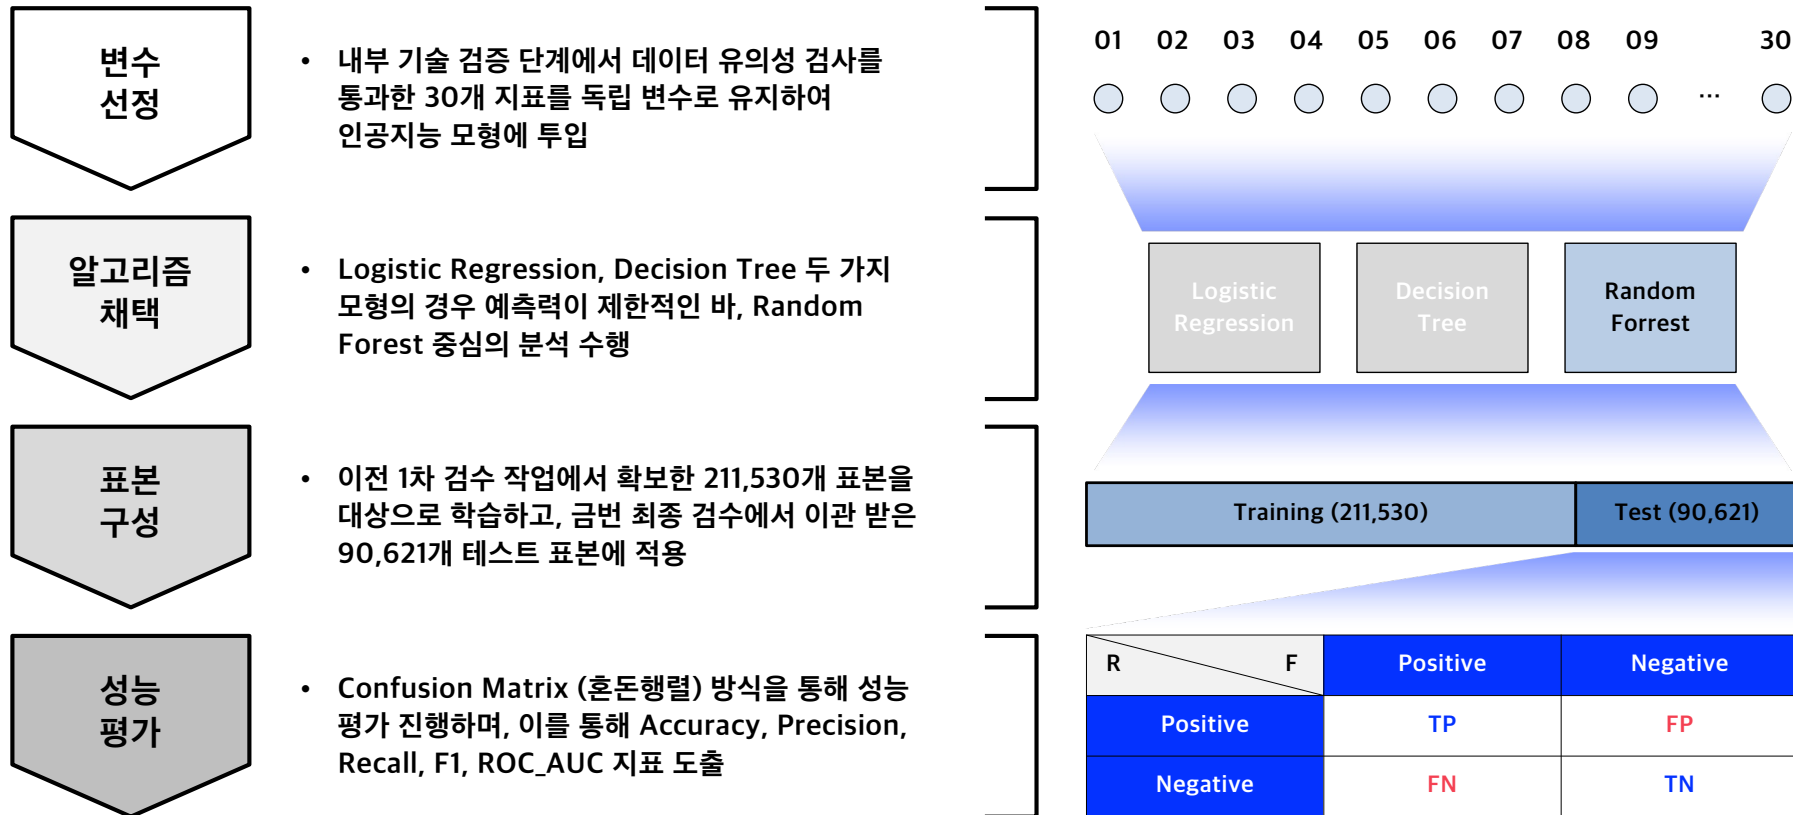 변수
선정
• 내부 기술 검증 단계에서 데이터 유의성 검사를
통과한 30개 지표를 독립 변수로 유지하여
인공지능 모형에 투입
01 02 03 04 05 06 07 08 09 30
...
알고리즘
채택
• Logistic Regression, Decision Tree 두 가지
모형의 경우 예측력이 제한적인 바, Random
Forest 중심의 분석 수행
Logistic
Regression
Decision
Tree
Random
Forrest
표본
구성
• 이전 1차 검수 작업에서 확보한 211,530개 표본을
대상으로 학습하고, 금번 최종 검수에서 이관 받은
90,621개 테스트 표본에 적용
Training (211,530) Test (90,621)
성능
평가
• Confusion Matrix (혼돈행렬) 방식을 통해 성능
평가 진행하며, 이를 통해 Accuracy, Precision,
Recall, F1, ROC_AUC 지표 도출
R F Positive Negative
Positive TP FP
Negative FN TN